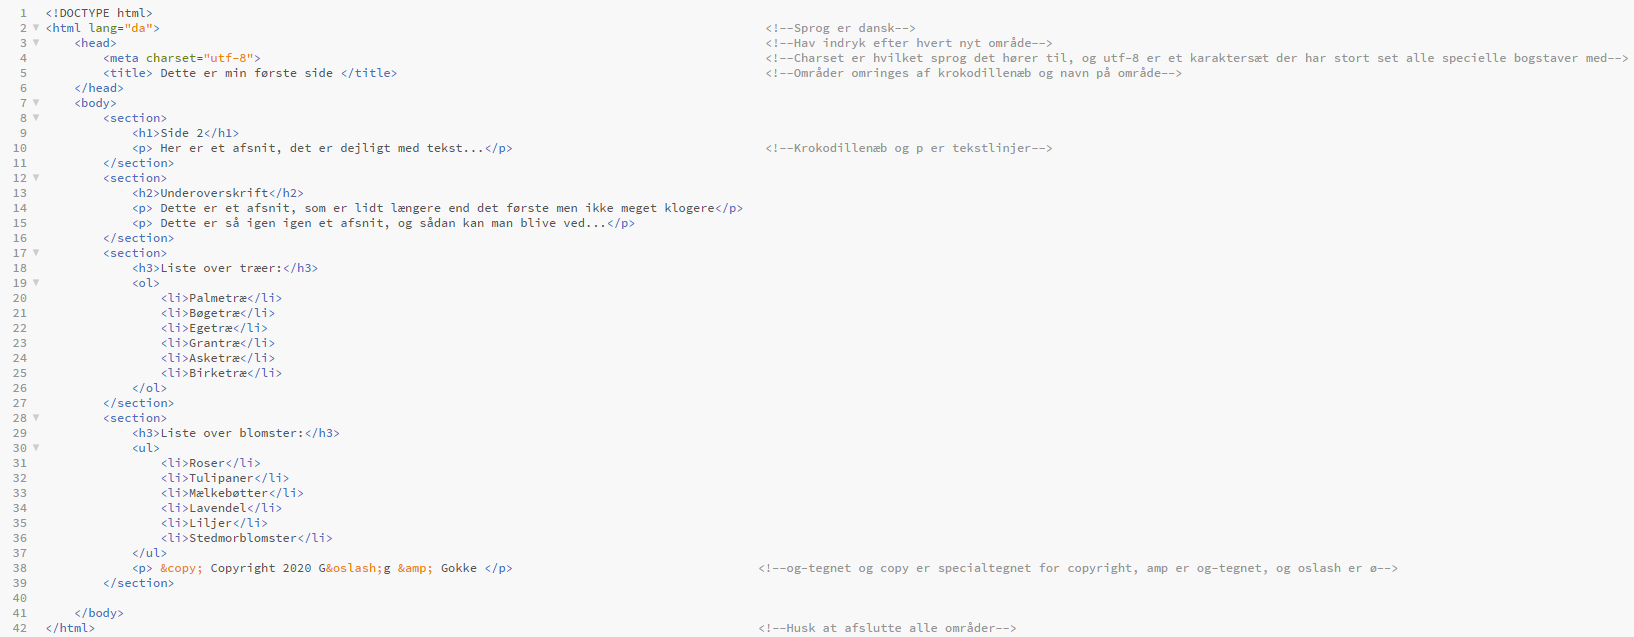 1 <!DOCTYPE html>
2 <html lang="da"> <!--Sprog er dansk-->
3 <head> <!--Hav indryk efter hvert nyt område-->
4 <meta charset="utf-8"> <!--Charset er hvilket sprog det hører til, og utf-8 er et karaktersæt der har stort set alle specielle bogstaver med-->
5 <title> Dette er min første side </title> <!--Områder omringes af krokodillenæb og navn på område-->
6 </head>
7 <body>
8 <section>
9 <h1>Side 2</h1>
10 <p> Her er et afsnit, det er dejligt med tekst...</p> <!--Krokodillenæb og p er tekstlinjer-->
11 </section>
12 <section>
13 <h2>Underoverskrift</h2>
14 <p> Dette er et afsnit, som er lidt længere end det første men ikke meget klogere</p>
15 <p> Dette er så igen igen et afsnit, og sådan kan man blive ved...</p>
16 </section>
17 <section>
18 <h3>Liste over træer:</h3>
19 <ol>
20 <li>Palmetræ</li>
21 <li>Bøgetræ</li>
22 <li>Egetræ</li>
23 <li>Grantræ</li>
24 <li>Asketræ</li>
25 <li>Birketræ</li>
26 </ol>
27 </section>
28 <section>
29 <h3>Liste over blomster:</h3>
30 <ul>
31 <li>Roser</li>
32 <li>Tulipaner</li>
33 <li>Mælkebøtter</li>
34 <li>Lavendel</li>
35 <li>Liljer</li>
36 <li>Stedmorblomster</li>
37 </ul>
38 <p> &copy; Copyright 2020 G&oslash;g &amp; Gokke </p> <!--og-tegnet og copy er specialtegnet for copyright, amp er og-tegnet, og oslash er ø-->
39 </section>
40
41 </body>
42 </html> <!--Husk at afslutte alle områder-->